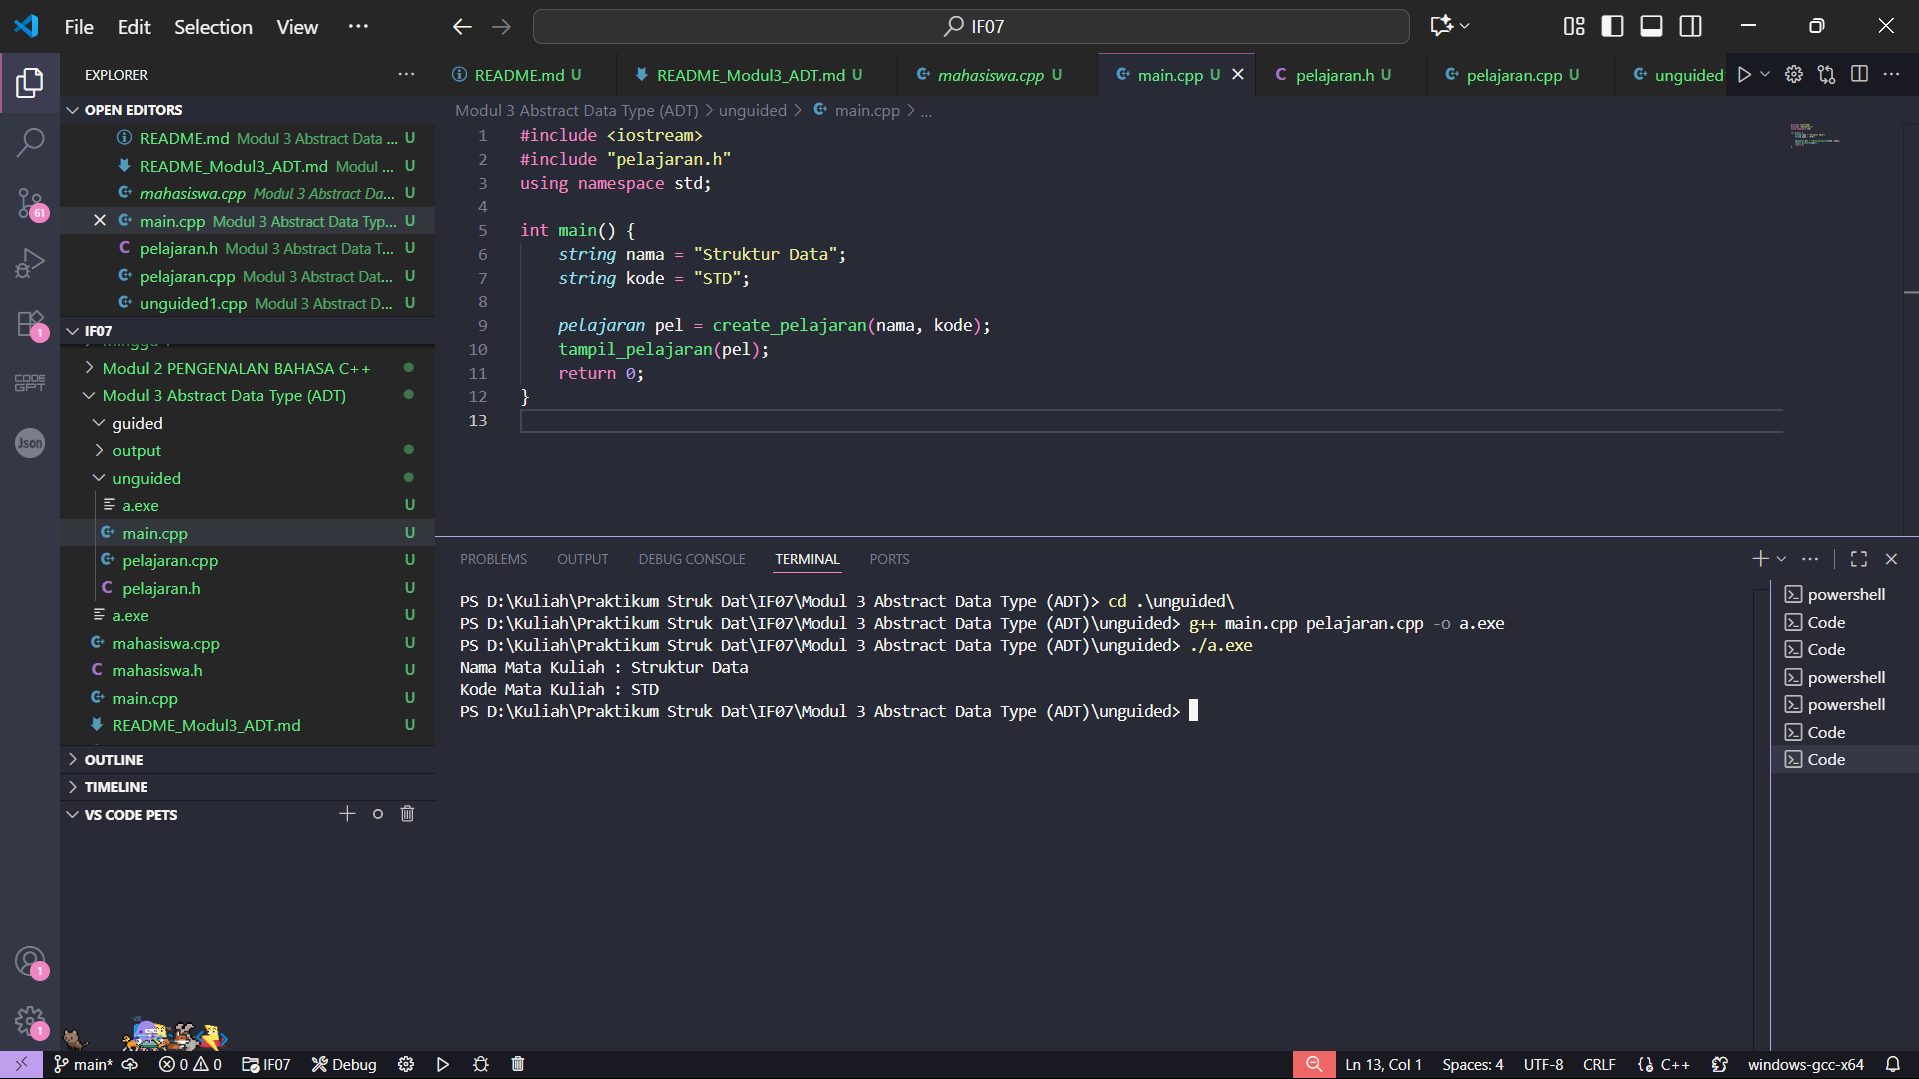 File Edit Selection View ···
IF07
EXPLORER
OPEN EDITORS
README.md Modul 3 Abstract Data ... U
README_Modul3_ADT.md Modul ... U
mahasiswa.cpp Modul 3 Abstract Da... U
main.cpp Modul 3 Abstract Data Typ... U
pelajaran.h Modul 3 Abstract Data T... U
pelajaran.cpp Modul 3 Abstract Dat... U
unguided1.cpp Modul 3 Abstract D... U
IF07
Modul 2 PENGENALAN BAHASA C++
Modul 3 Abstract Data Type (ADT)
guided
output
unguided
a.exe U
main.cpp U
pelajaran.cpp U
pelajaran.h U
a.exe U
mahasiswa.cpp U
mahasiswa.h U
main.cpp U
README_Modul3_ADT.md U
OUTLINE
TIMELINE
VS CODE PETS
61
1
CODE GPT
Json
1
1
README.md U README_Modul3_ADT.md U mahasiswa.cpp U main.cpp U pelajaran.h U pelajaran.cpp U unguided
Modul 3 Abstract Data Type (ADT) > unguided > main.cpp > ...
1 #include <iostream>
2 #include "pelajaran.h"
3 using namespace std;
4
5 int main() {
6 string nama = "Struktur Data";
7 string kode = "STD";
8
9 pelajaran pel = create_pelajaran(nama, kode);
10 tampil_pelajaran(pel);
11 return 0;
12 }
13
PROBLEMS OUTPUT DEBUG CONSOLE TERMINAL PORTS
PS D:\Kuliah\Praktikum Struk Dat\IF07\Modul 3 Abstract Data Type (ADT)> cd .\unguided\
PS D:\Kuliah\Praktikum Struk Dat\IF07\Modul 3 Abstract Data Type (ADT)\unguided> g++ main.cpp pelajaran.cpp -o a.exe
PS D:\Kuliah\Praktikum Struk Dat\IF07\Modul 3 Abstract Data Type (ADT)\unguided> ./a.exe
Nama Mata Kuliah : Struktur Data
Kode Mata Kuliah : STD
PS D:\Kuliah\Praktikum Struk Dat\IF07\Modul 3 Abstract Data Type (ADT)\unguided>
powershell
Code
Code
powershell
powershell
Code
Code
main* 0 0 IF07 Debug Ln 13, Col 1 Spaces: 4 UTF-8 CRLF {} C++ windows-gcc-x64